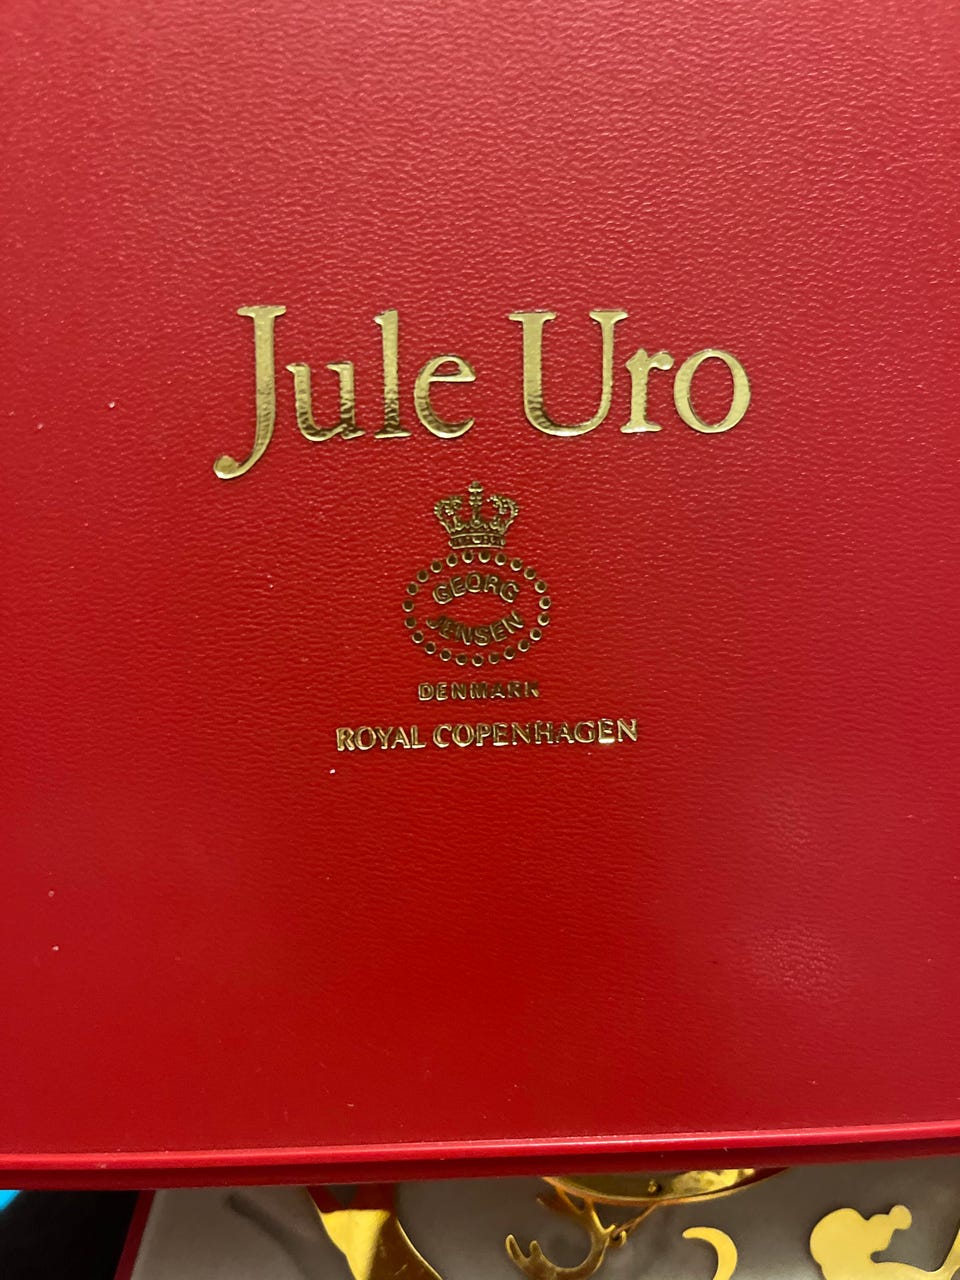 Jule Uro
GEORG
JENSEN
DENMARK
ROYAL COPENHAGEN